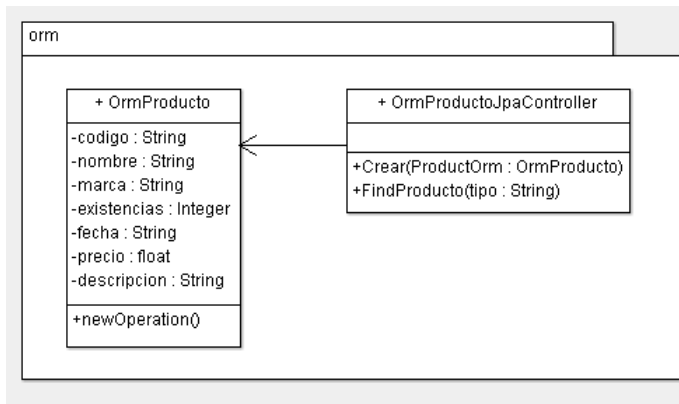 orm
+ OrmProducto
-codigo : String
-nombre : String
-marca : String
-existencias : Integer
-fecha : String
-precio : float
-descripcion : String
+newOperation()
+ OrmProductoJpaController
+Crear(ProductOrm : OrmProducto)
+FindProducto(tipo : String)